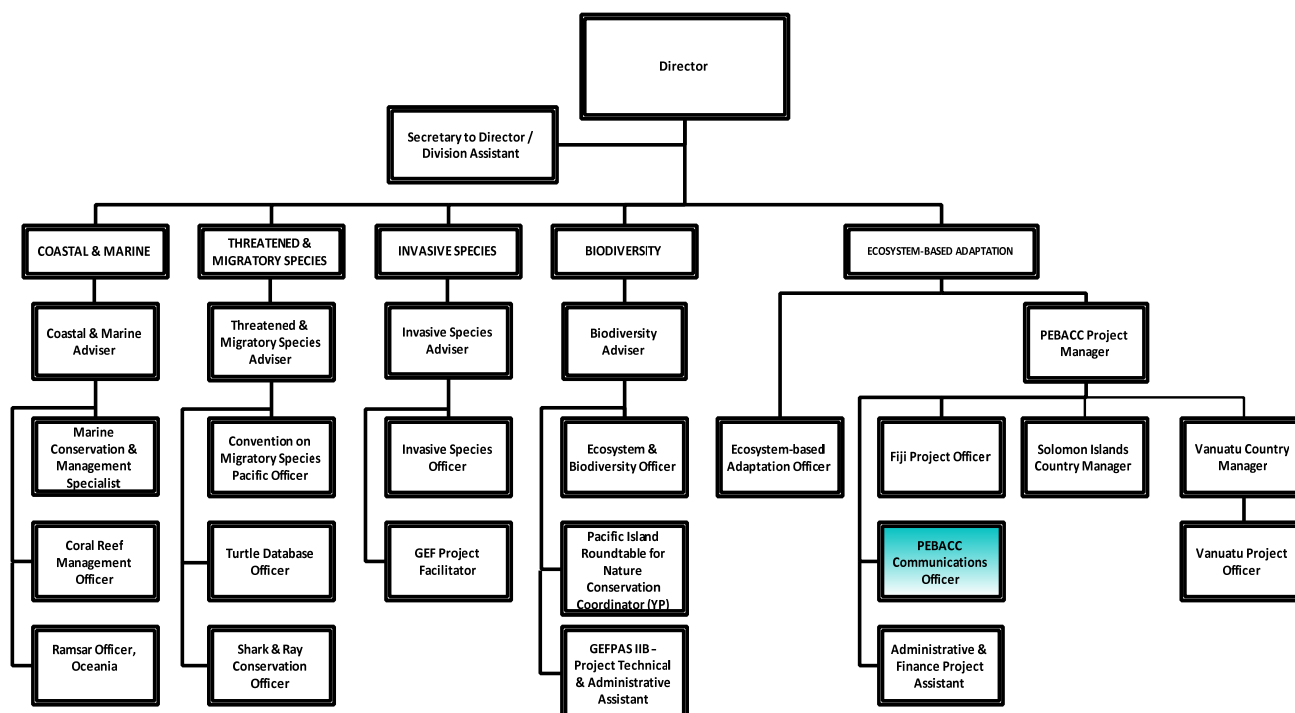 Director
Secretary to Director /
Division Assistant
COASTAL & MARINE
THREATENED &
MIGRATORY SPECIES
INVASIVE SPECIES
BIODIVERSITY
ECOSYSTEM-BASED ADAPTATION
Coastal & Marine
Adviser
Threatened &
Migratory Species
Adviser
Invasive Species
Adviser
Biodiversity
Adviser
PEBACC Project
Manager
Marine
Conservation &
Management
Specialist
Convention on
Migratory Species
Pacific Officer
Invasive Species
Officer
Ecosystem &
Biodiversity Officer
Ecosystem-based
Adaptation Officer
Fiji Project Officer
Solomon Islands
Country Manager
Vanuatu Country
Manager
Coral Reef
Management
Officer
Turtle Database
Officer
GEF Project
Facilitator
Pacific Island
Roundtable for
Nature
Conservation
Coordinator (YP)
PEBACC
Communications
Officer
Vanuatu Project
Officer
Ramsar Officer,
Oceania
Shark & Ray
Conservation
Officer
GEFPAS IIB –
Project Technical
& Administrative
Assistant
Administrative &
Finance Project
Assistant